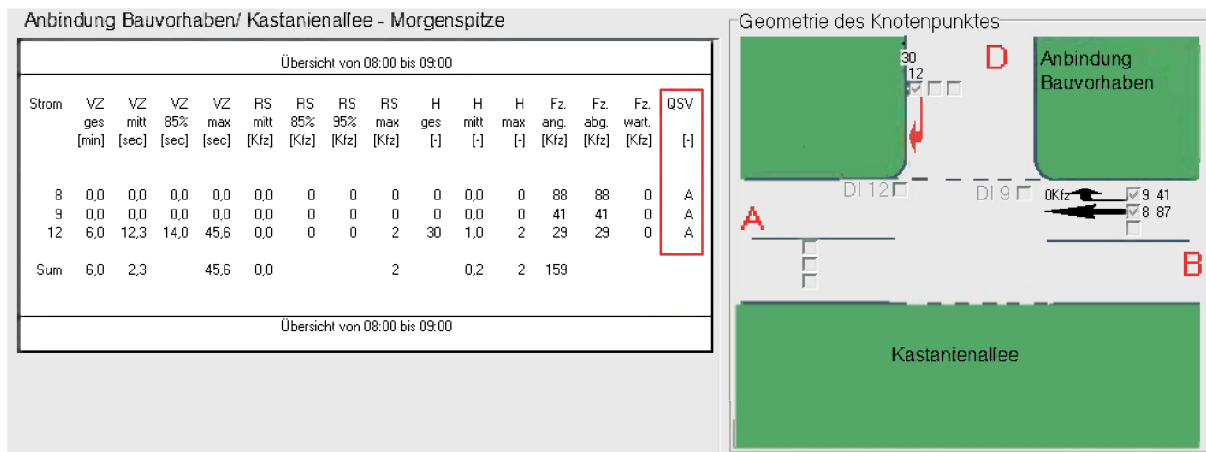 Anbindung Bauvorhaben/ Kastanienallee - Morgenspitze
Übersicht von 08:00 bis 09:00
Strom VZ VZ VZ VZ RS RS RS RS H H H Fz. Fz. Fz. QSV
ges mitt 85% max mitt 85% 95% max ges mitt max ang. abg. wart.
[min] [sec] [sec] [sec] [Kfz] [Kfz] [Kfz] [Kfz] [-] [-] [-] [Kfz] [Kfz] [Kfz] [-]
8 0,0 0,0 0,0 0,0 0,0 0 0 0 0 0,0 0 88 88 0 A
9 0,0 0,0 0,0 0,0 0,0 0 0 0 0 0,0 0 41 41 0 A
12 6,0 12,3 14,0 45,6 0,0 0 0 2 30 1,0 2 29 29 0 A
Sum 6,0 2,3 45,6 0,0 2 0,2 2 159
Übersicht von 08:00 bis 09:00
Geometrie des Knotenpunktes
30
12
D
Anbindung
Bauvorhaben
DI 12
DI 9
0Kfz
9 41
8 87
A
B
Kastanienallee